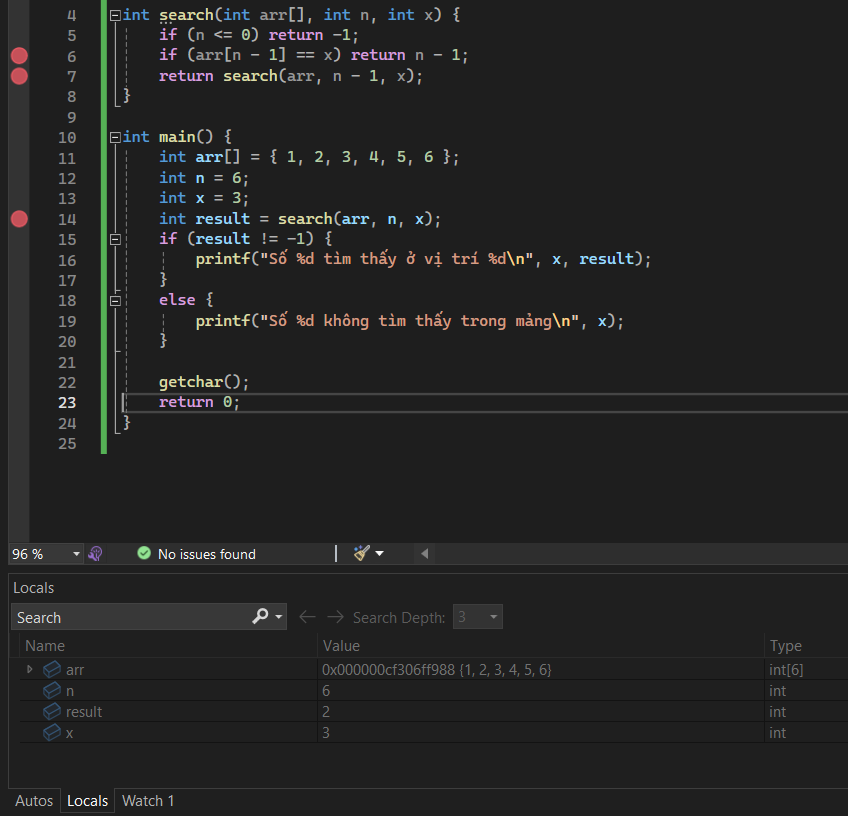 4 int search(int arr[], int n, int x) {
5 if (n <= 0) return -1;
6 if (arr[n - 1] == x) return n - 1;
7 return search(arr, n - 1, x);
8 }
9
10 int main() {
11 int arr[] = { 1, 2, 3, 4, 5, 6 };
12 int n = 6;
13 int x = 3;
14 int result = search(arr, n, x);
15 if (result != -1) {
16 printf("Số %d tìm thấy ở vị trí %d\n", x, result);
17 }
18 else {
19 printf("Số %d không tìm thấy trong mảng\n", x);
20 }
21
22 getchar();
23 return 0;
24 }
25
96 % No issues found
Locals
Search Search Depth: 3
Name Value Type
arr 0x000000cf306ff988 {1, 2, 3, 4, 5, 6} int[6]
n 6 int
result 2 int
x 3 int
Autos Locals Watch 1